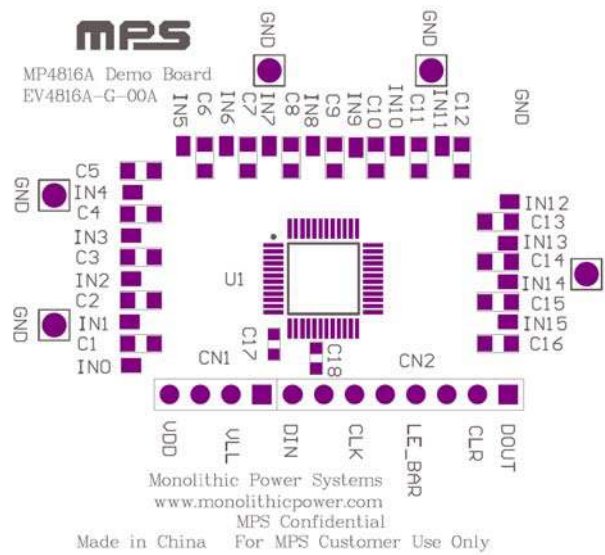 MPS
MP4816A Demo Board
EV4816A-G-00A
GND
GND
GND
IN5
C6
IN6
C7
IN7
C8
IN8
C9
IN9
C10
IN10
C11
IN11
C12
C5
IN4
C4
IN3
C3
IN2
C2
IN1
C1
IN0
GND
GND
IN12
C13
IN13
C14
IN14
C15
IN15
C16
U1
C17
C18
CN1
CN2
VDD
VLL
DIN
CLK
LE_BAR
CLR
DOUT
Monolithic Power Systems
www.monolithicpower.com
MPS Confidential
Made in China For MPS Customer Use Only